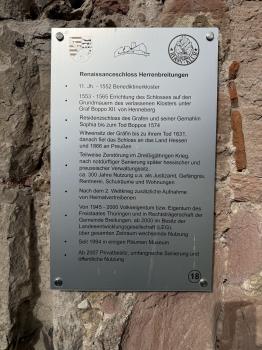 Renaissanceschloss Herrenbreitungen
• 11. Jh. - 1552 Benediktinerkloster
• 1553 - 1565 Errichtung des Schlosses auf den
Grundmauern des verlassenen Klosters unter
Graf Boppo XII. von Henneberg
• Residenzschloss des Grafen und seiner Gemahlin
Sophia bis zum Tod Boppos 1574
• Witwensitz der Gräfin bis zu ihrem Tod 1631,
danach fiel das Schloss an das Land Hessen
und 1866 an Preußen
• Teilweise Zerstörung im Dreißigjährigen Krieg,
nach notdürftiger Sanierung später hessischer und
preussischer Verwaltungssitz,
ca. 300 Jahre Nutzung u.a. als Justizamt, Gefängnis,
Rentnerei, Schulräume und Wohnungen
• Nach dem 2. Weltkrieg zusätzliche Aufnahme
von Heimatvertriebenen
• Von 1945 - 2000 Volkseigentum bzw. Eigentum des
Freistaates Thüringen und in Rechtsträgerschaft der
Gemeinde Breitungen, ab 2000 im Besitz der
Landesentwicklungsgesellschaft (LEG),
über gesamten Zeitraum wechselnde Nutzung
• Seit 1994 in einigen Räumen Museum
• Ab 2007 Privatbesitz, umfangreiche Sanierung und
öffentliche Nutzung
18